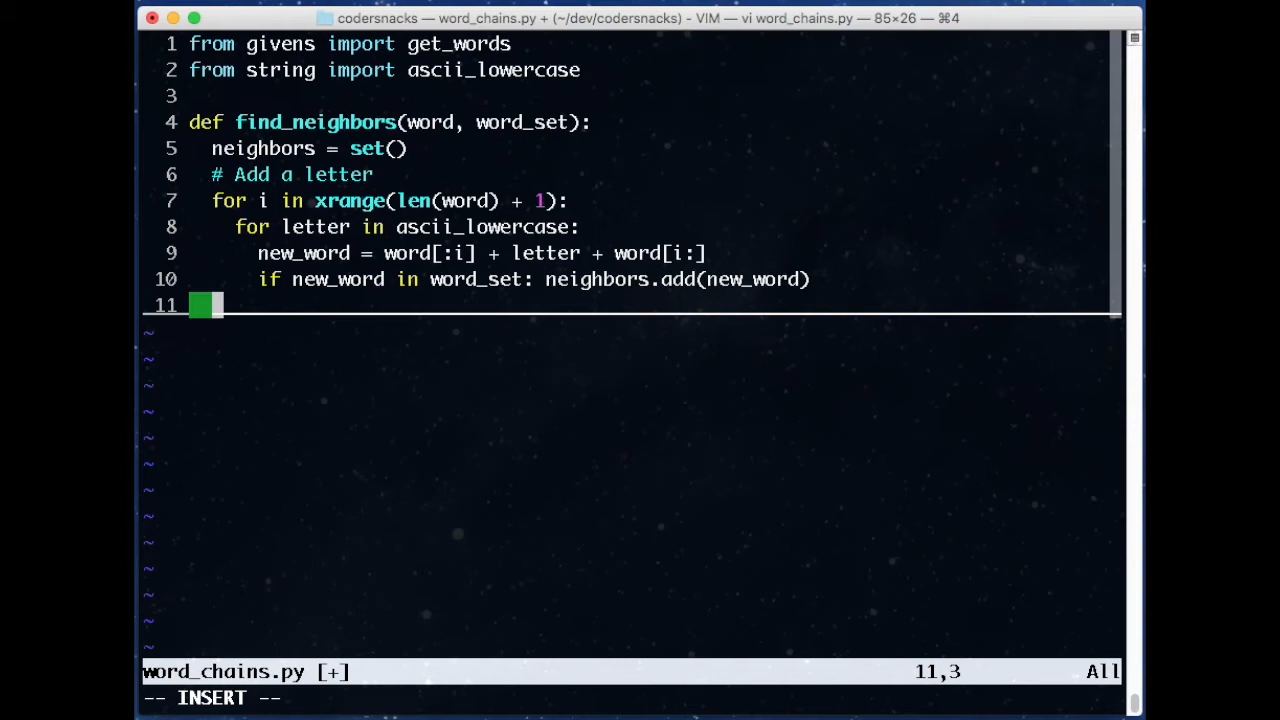 codersnacks — word_chains.py + (~/dev/codersnacks) - VIM — vi word_chains.py — 85×26 — ⌘4
1 from givens import get_words
2 from string import ascii_lowercase
3
4 def find_neighbors(word, word_set):
5   neighbors = set()
6   # Add a letter
7   for i in xrange(len(word) + 1):
8     for letter in ascii_lowercase:
9       new_word = word[:i] + letter + word[i:]
10       if new_word in word_set: neighbors.add(new_word)
11
~
~
~
~
~
~
~
~
~
~
~
~
~
word_chains.py [+] 11,3 All
-- INSERT --